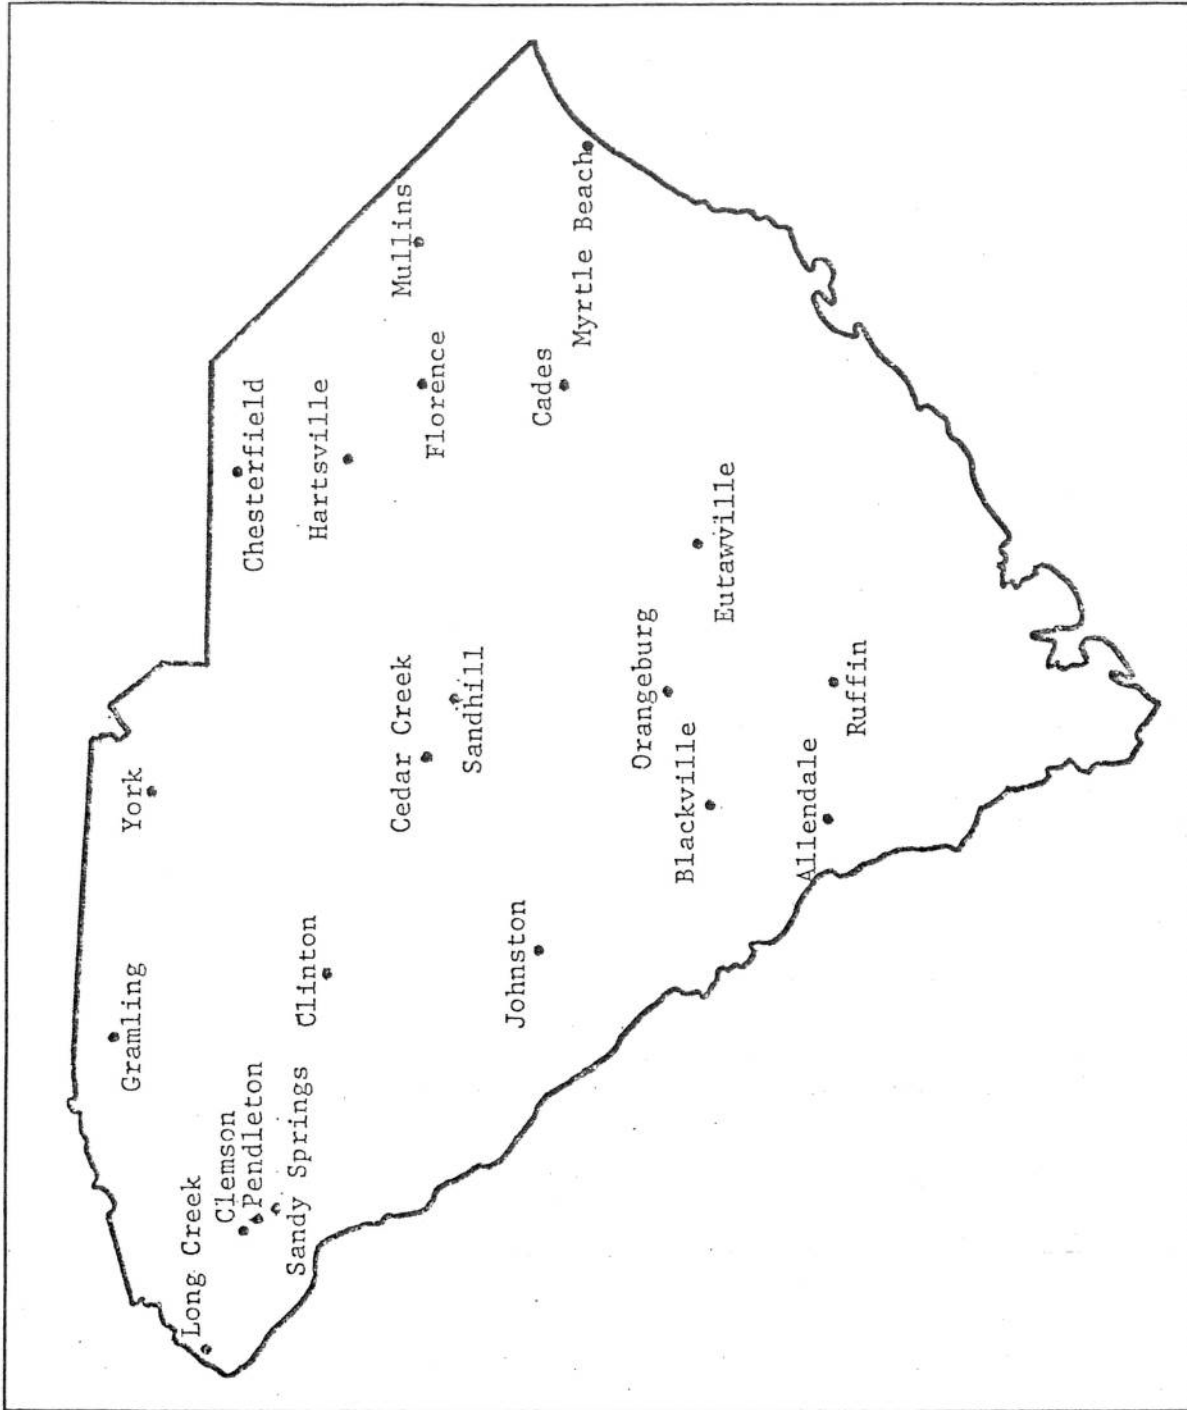 Long Creek
Clemson
Pendleton
Sandy Springs
Gramling
York
Clinton
Chesterfield
Hartsville
Cedar Creek
Sandhill
Mullins
Florence
Johnston
Cades
Myrtle Beach
Orangeburg
Blackville
Eutawville
Allendale
Ruffin